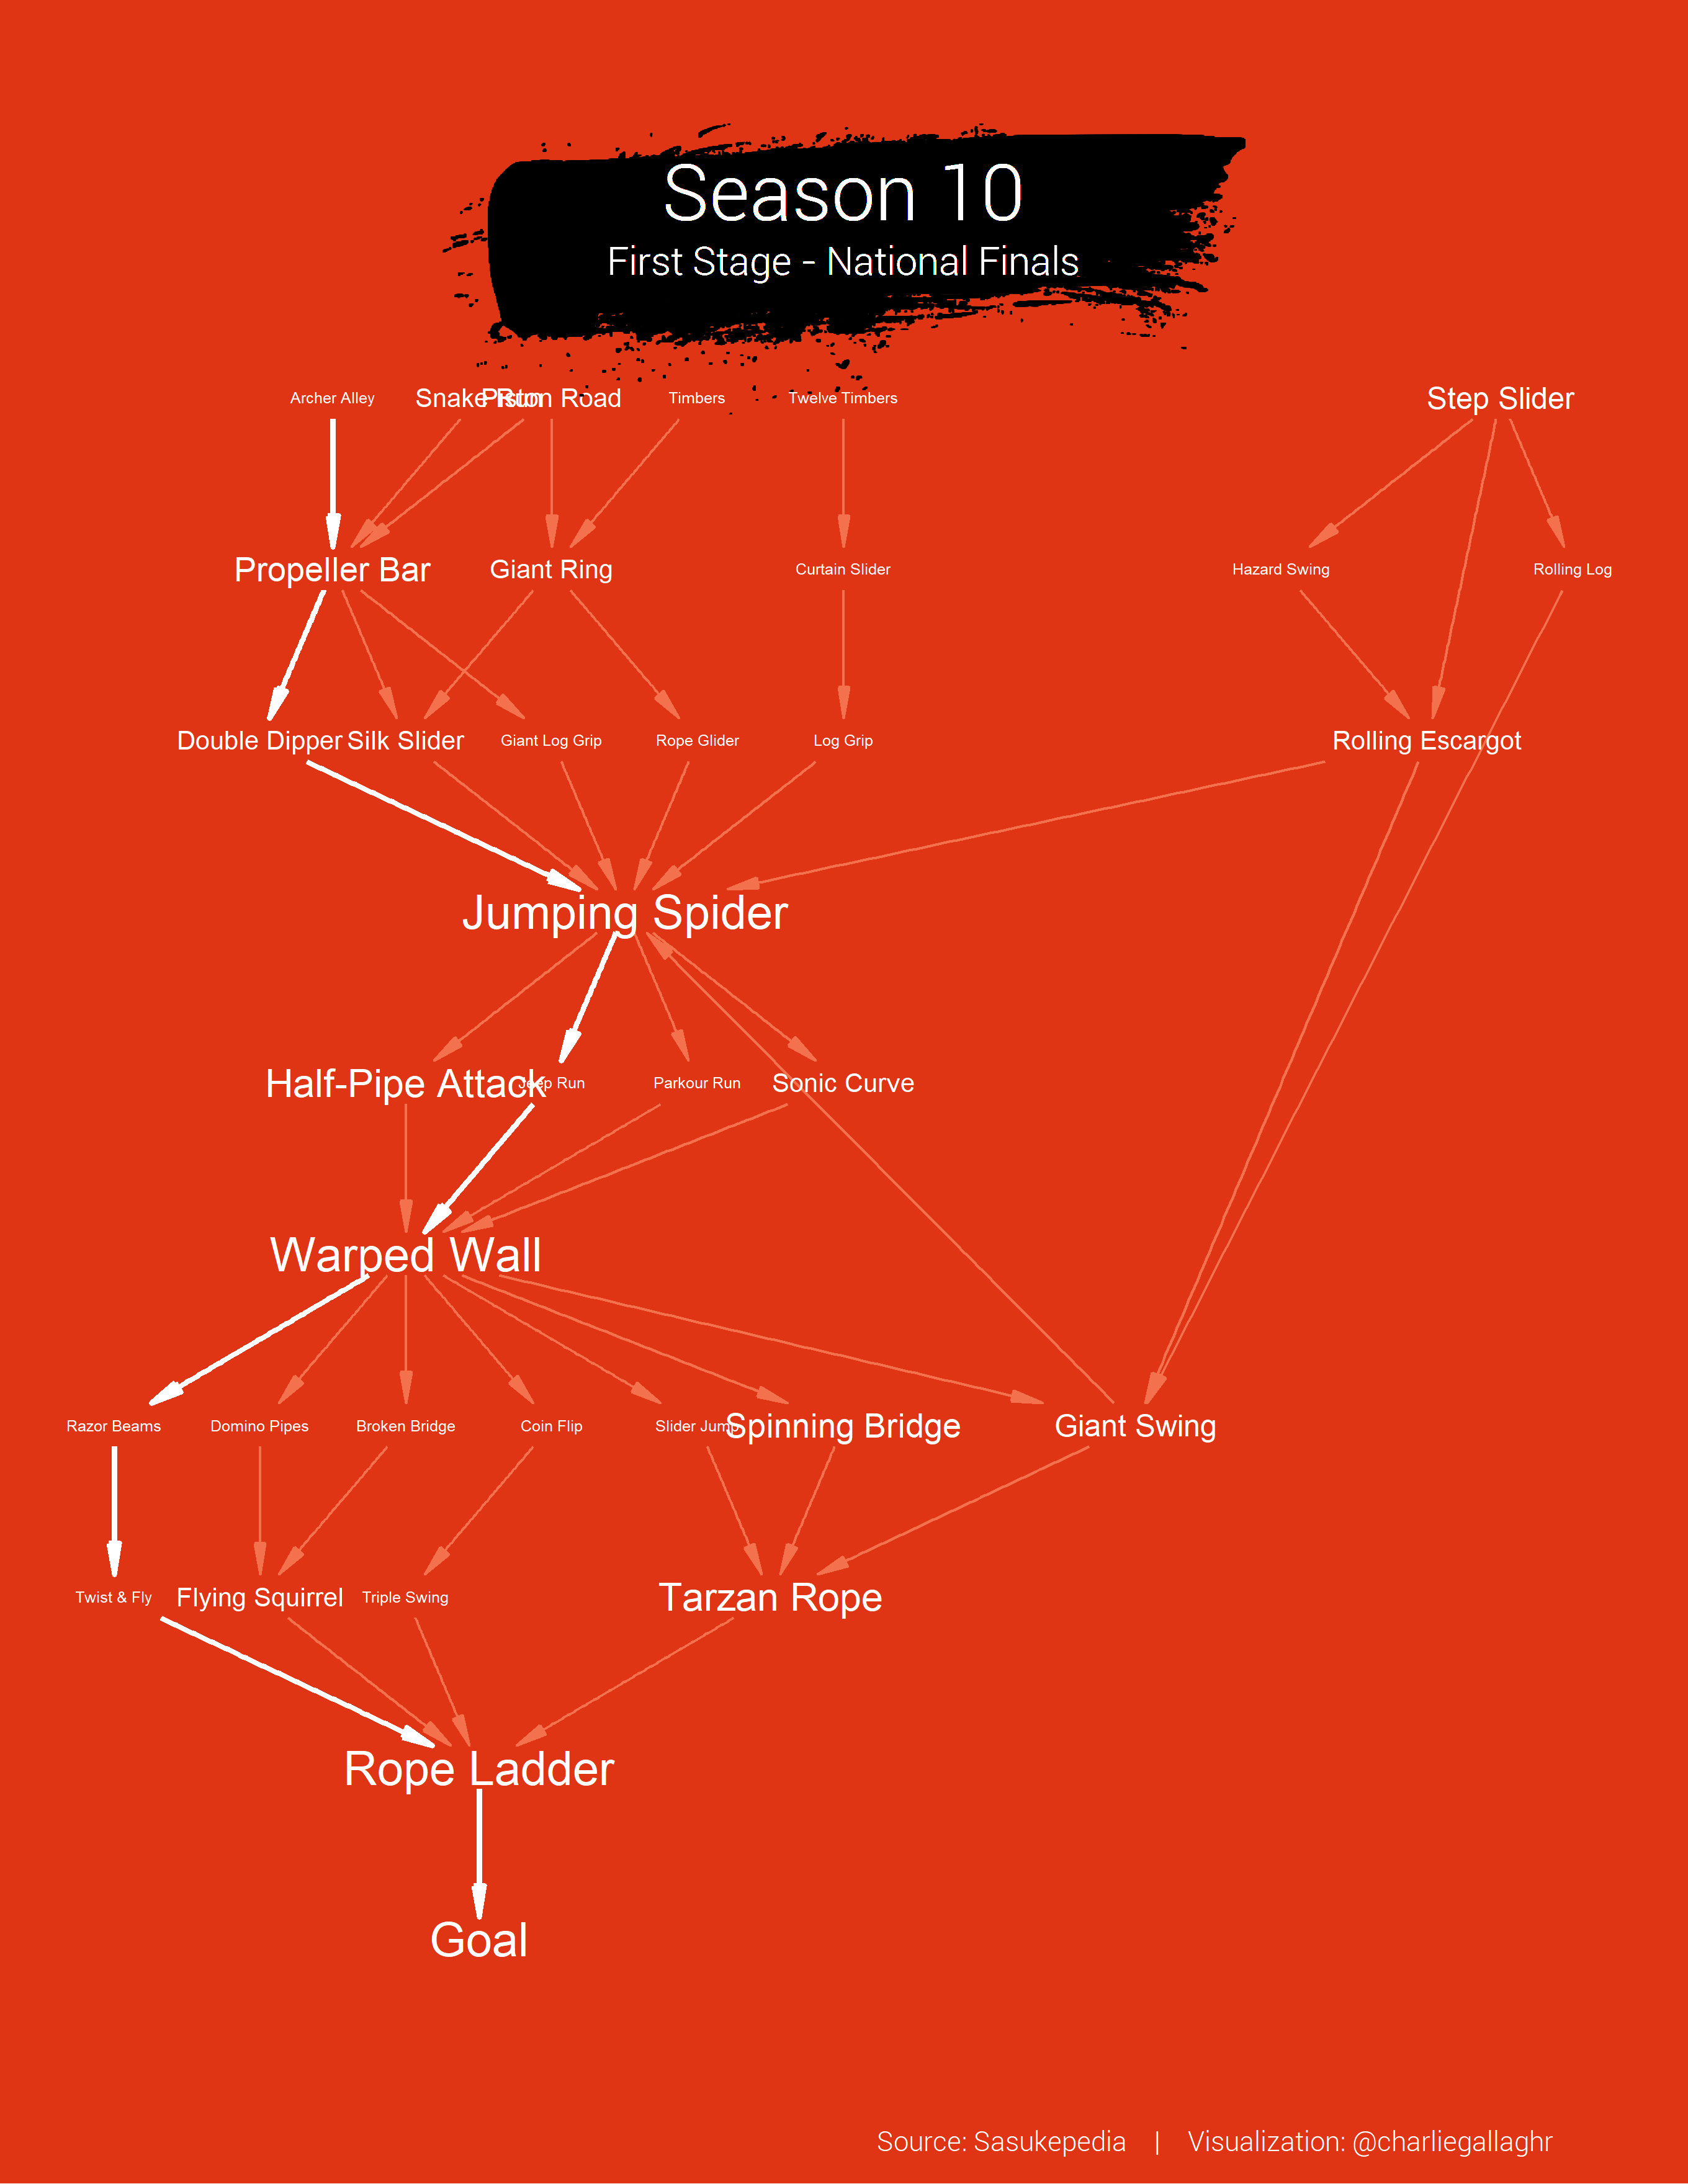 Season 10
First Stage - National Finals
Archer Alley
Snake Run
Piston Road
Timbers
Twelve Timbers
Step Slider
Propeller Bar
Giant Ring
Curtain Slider
Hazard Swing
Rolling Log
Double Dipper
Silk Slider
Giant Log Grip
Rope Glider
Log Grip
Rolling Escargot
Jumping Spider
Half-Pipe Attack
Jeep Run
Parkour Run
Sonic Curve
Warped Wall
Razor Beams
Domino Pipes
Broken Bridge
Coin Flip
Slider Jump
Spinning Bridge
Giant Swing
Twist & Fly
Flying Squirrel
Triple Swing
Tarzan Rope
Rope Ladder
Goal
Source: Sasukepedia | Visualization: @charliegallaghr